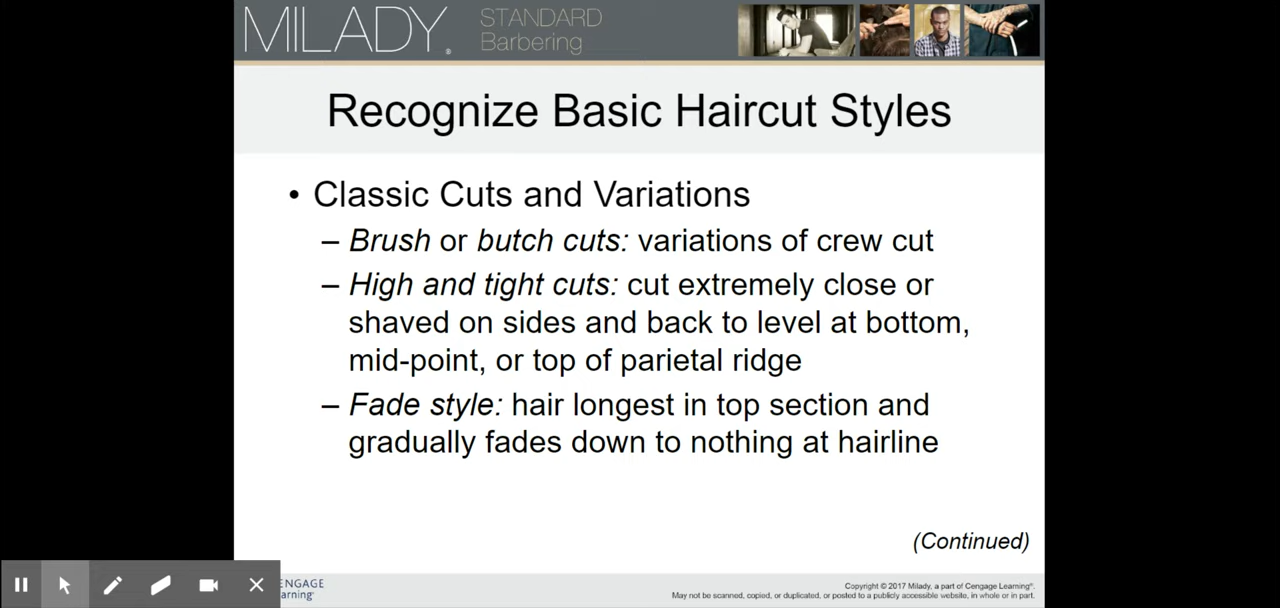 MILADY®
STANDARD
Barbering
Recognize Basic Haircut Styles
• Classic Cuts and Variations
– Brush or butch cuts: variations of crew cut
– High and tight cuts: cut extremely close or
shaved on sides and back to level at bottom,
mid-point, or top of parietal ridge
– Fade style: hair longest in top section and
gradually fades down to nothing at hairline
(Continued)
ENGAGE
arning
Copyright © 2017 Milady, a part of Cengage Learning®.
May not be scanned, copied, or duplicated, or posted to a publicly accessible website, in whole or in part.